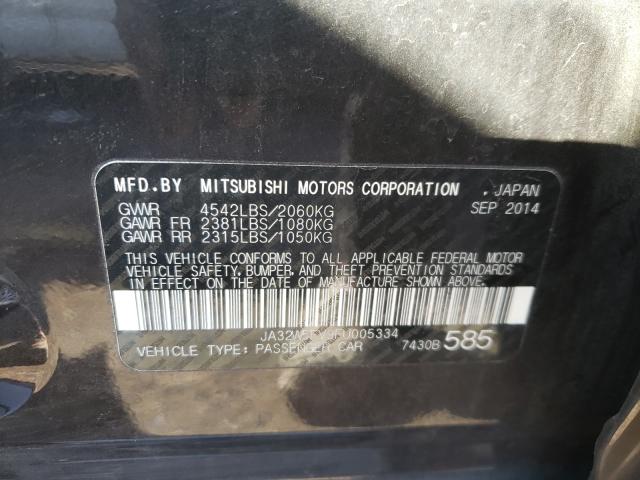 MFD.BY MITSUBISHI MOTORS CORPORATION . JAPAN
GVWR 4542LBS/2060KG SEP 2014
GAWR FR 2381LBS/1080KG
GAWR RR 2315LBS/1050KG
THIS VEHICLE CONFORMS TO ALL APPLICABLE FEDERAL MOTOR
VEHICLE SAFETY, BUMPER, AND THEFT PREVENTION STANDARDS
IN EFFECT ON THE DATE OF MANUFACTURE SHOWN ABOVE.
VEHICLE TYPE: PASSENGER CAR 7430B 585